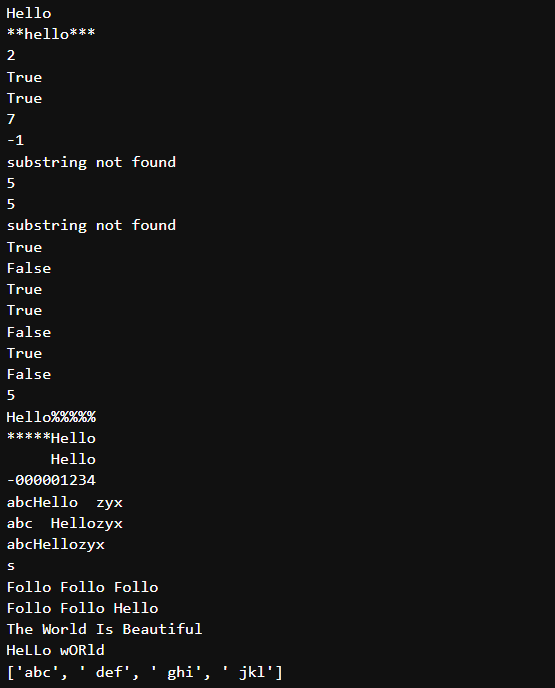 Hello
**hello***
2
True
True
7
-1
substring not found
5
5
substring not found
True
False
True
True
False
True
False
5
Hello%%%%%
*****Hello
     Hello
-000001234
abcHello  zyx
abc  Hellozyx
abcHellozyx
s
Follo Follo Follo
Follo Follo Hello
The World Is Beautiful
HeLLo wORld
['abc', ' def', ' ghi', ' jkl']